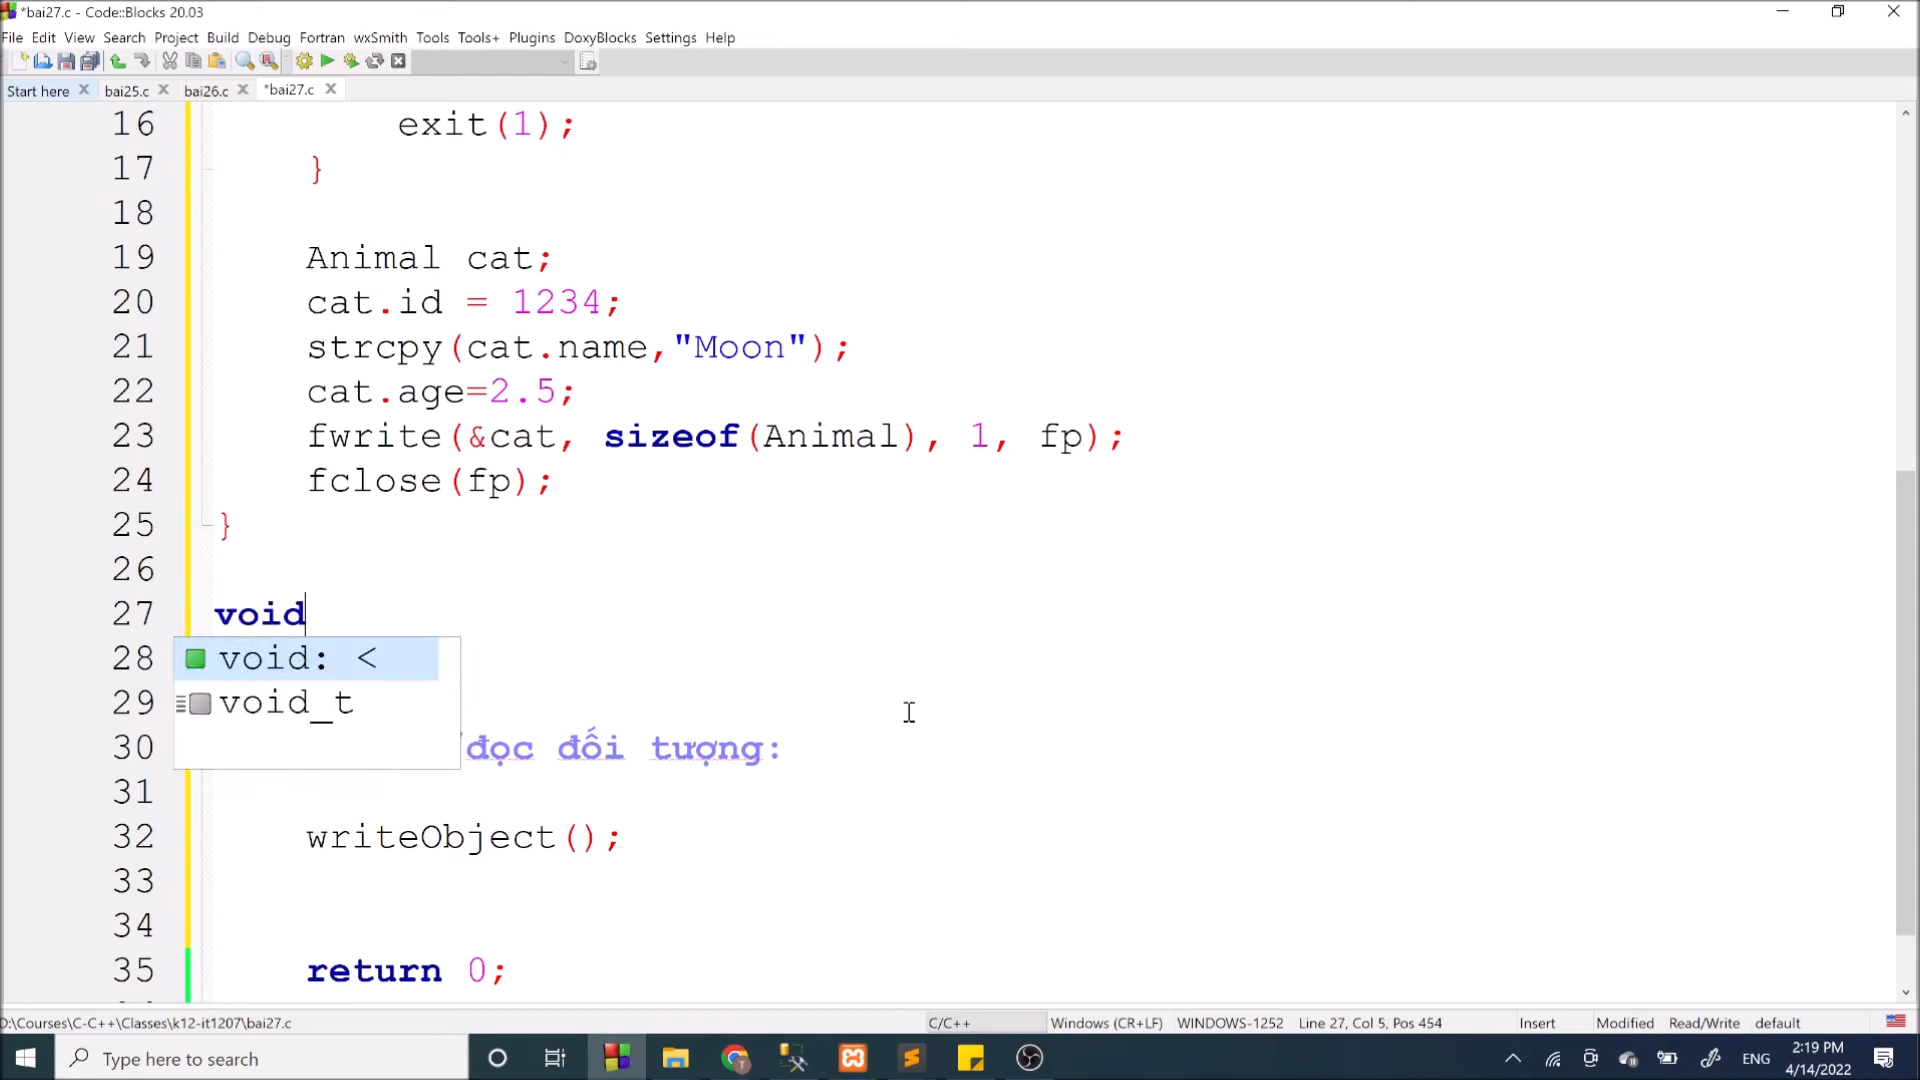 *bai27.c - Code::Blocks 20.03
File Edit View Search Project Build Debug Fortran wxSmith Tools Tools+ Plugins DoxyBlocks Settings Help
Start here bai25.c bai26.c *bai27.c
16 exit(1);
17 }
18
19 Animal cat;
20 cat.id = 1234;
21 strcpy(cat.name,"Moon");
22 cat.age=2.5;
23 fwrite(&cat, sizeof(Animal), 1, fp);
24 fclose(fp);
25 }
26
27 void
28 void: <
29 void_t
30 đọc đối tượng:
31
32 writeObject();
33
34
35 return 0;
D:\Courses\C-C++\Classes\k12-it1207\bai27.c C/C++ Windows (CR+LF) WINDOWS-1252 Line 27, Col 5, Pos 454 Insert Modified Read/Write default
Type here to search ENG 2:19 PM
4/14/2022